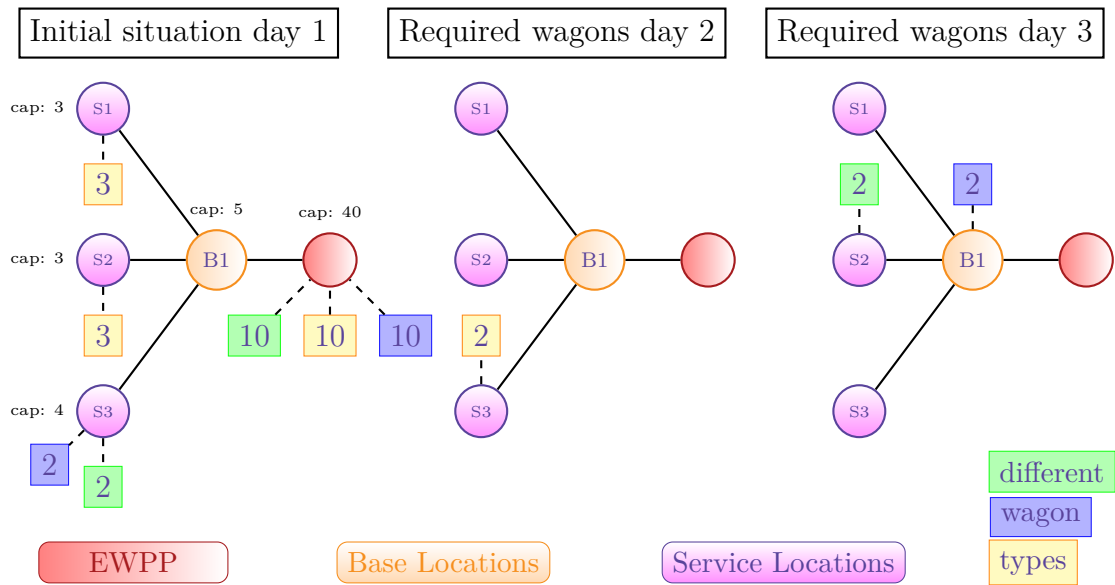 Initial situation day 1
Required wagons day 2
Required wagons day 3
cap: 3
S1
3
cap: 3
S2
3
cap: 4
S3
2
2
cap: 5
B1
cap: 40
10
10
10
S1
S2
B1
2
S3
S1
2
2
S2
B1
S3
different
wagon
types
EWPP
Base Locations
Service Locations